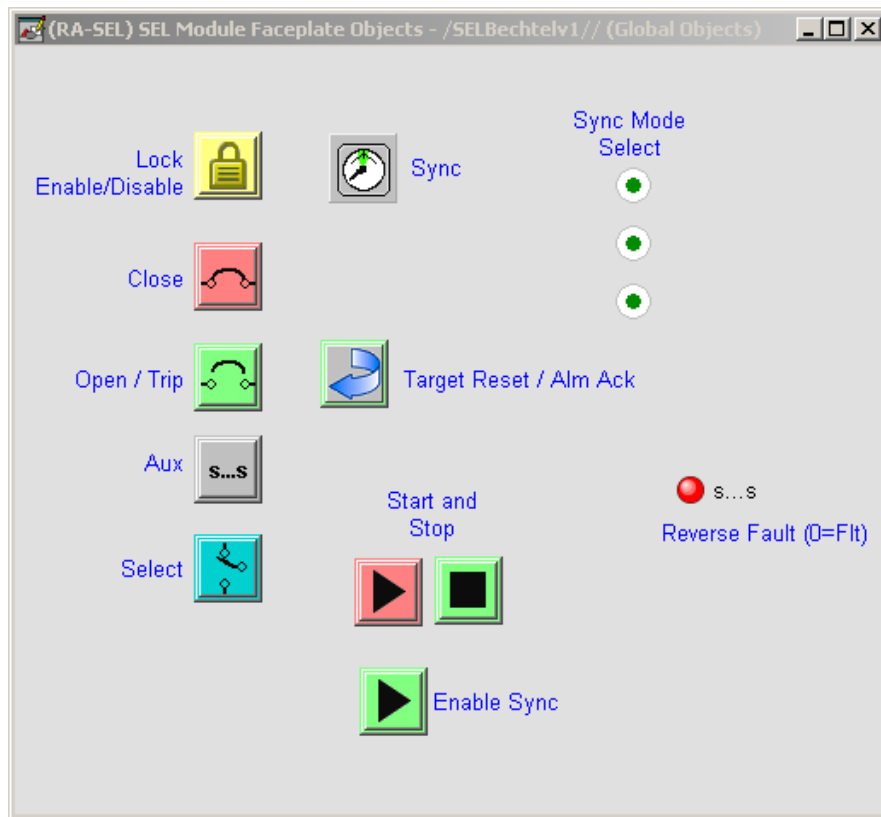 (RA-SEL) SEL Module Faceplate Objects - /SELBechtelv1// (Global Objects)
Lock
Enable/Disable
Sync
Sync Mode
Select
Close
Open / Trip
Target Reset / Alm Ack
Aux
s...s
Start and
Stop
s...s
Reverse Fault (0=Flt)
Select
Enable Sync